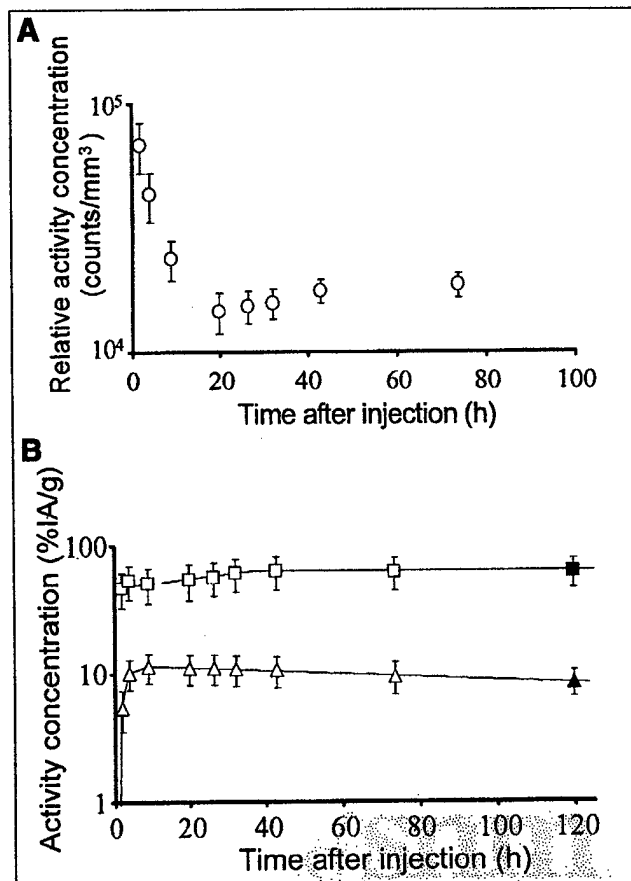 A
Relative activity concentration
(counts/mm³)
10⁵
10⁴
0 20 40 60 80 100
Time after injection (h)
B
Activity concentration (%IA/g)
100
10
1
0 20 40 60 80 100 120
Time after injection (h)